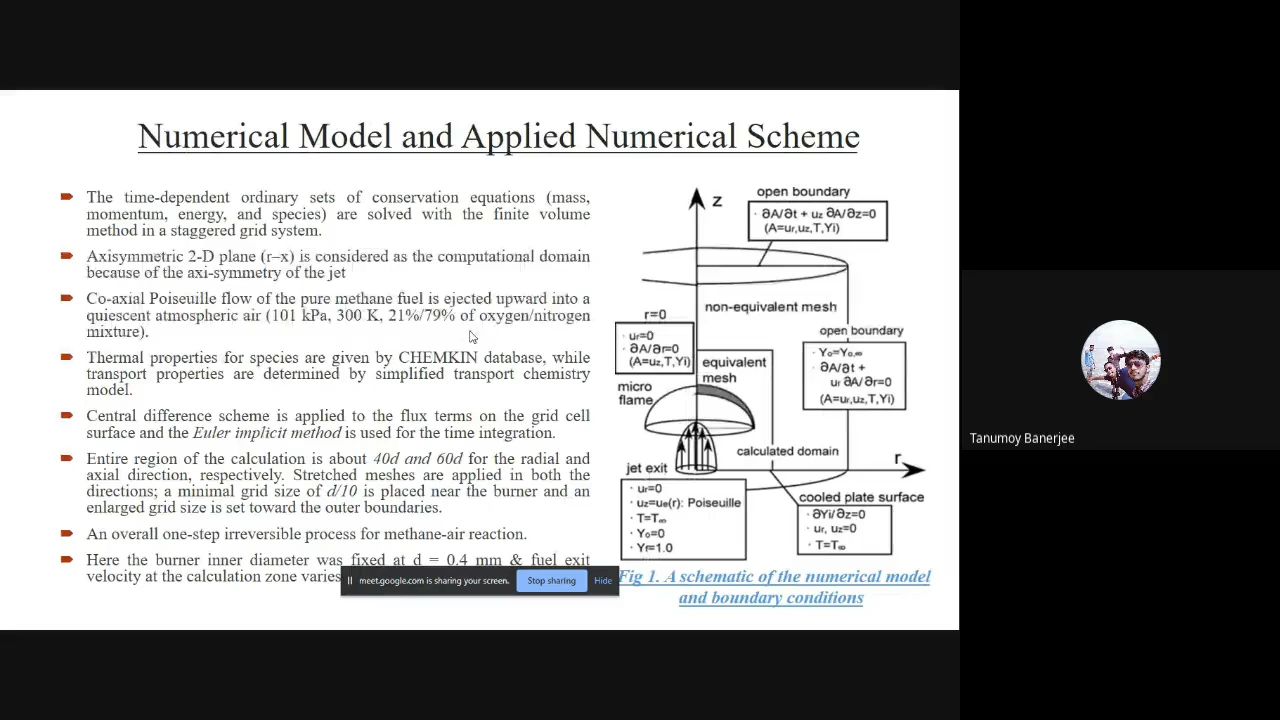 Numerical Model and Applied Numerical Scheme
The time-dependent ordinary sets of conservation equations (mass,
momentum, energy, and species) are solved with the finite volume
method in a staggered grid system.
Axisymmetric 2-D plane (r–x) is considered as the computational domain
because of the axi-symmetry of the jet
Co-axial Poiseuille flow of the pure methane fuel is ejected upward into a
quiescent atmospheric air (101 kPa, 300 K, 21%/79% of oxygen/nitrogen
mixture).
Thermal properties for species are given by CHEMKIN database, while
transport properties are determined by simplified transport chemistry
model.
Central difference scheme is applied to the flux terms on the grid cell
surface and the Euler implicit method is used for the time integration.
Entire region of the calculation is about 40d and 60d for the radial and
axial direction, respectively. Stretched meshes are applied in both the
directions; a minimal grid size of d/10 is placed near the burner and an
enlarged grid size is set toward the outer boundaries.
An overall one-step irreversible process for methane-air reaction.
Here the burner inner diameter was fixed at d = 0.4 mm & fuel exit
velocity at the calculation zone varies
meet.google.com is sharing your screen.
Stop sharing
Hide
z
open boundary
· ∂A/∂t + uz ∂A/∂z=0
(A=ur,uz,T,Yi)
non-equivalent mesh
r=0
· ur=0
· ∂A/∂r=0
(A=uz,T,Yi)
open boundary
· Yo=Yo,∞
· ∂A/∂t +
ur ∂A/∂r=0
(A=ur,uz,T,Yi)
equivalent
mesh
micro
flame
calculated domain
r
jet exit
· ur=0
· uz=ue(r): Poiseuille
· T=T∞
· Yo=0
· Yf=1.0
cooled plate surface
· ∂Yi/∂z=0
· ur, uz=0
· T=T∞
Fig 1. A schematic of the numerical model
and boundary conditions
Tanumoy Banerjee